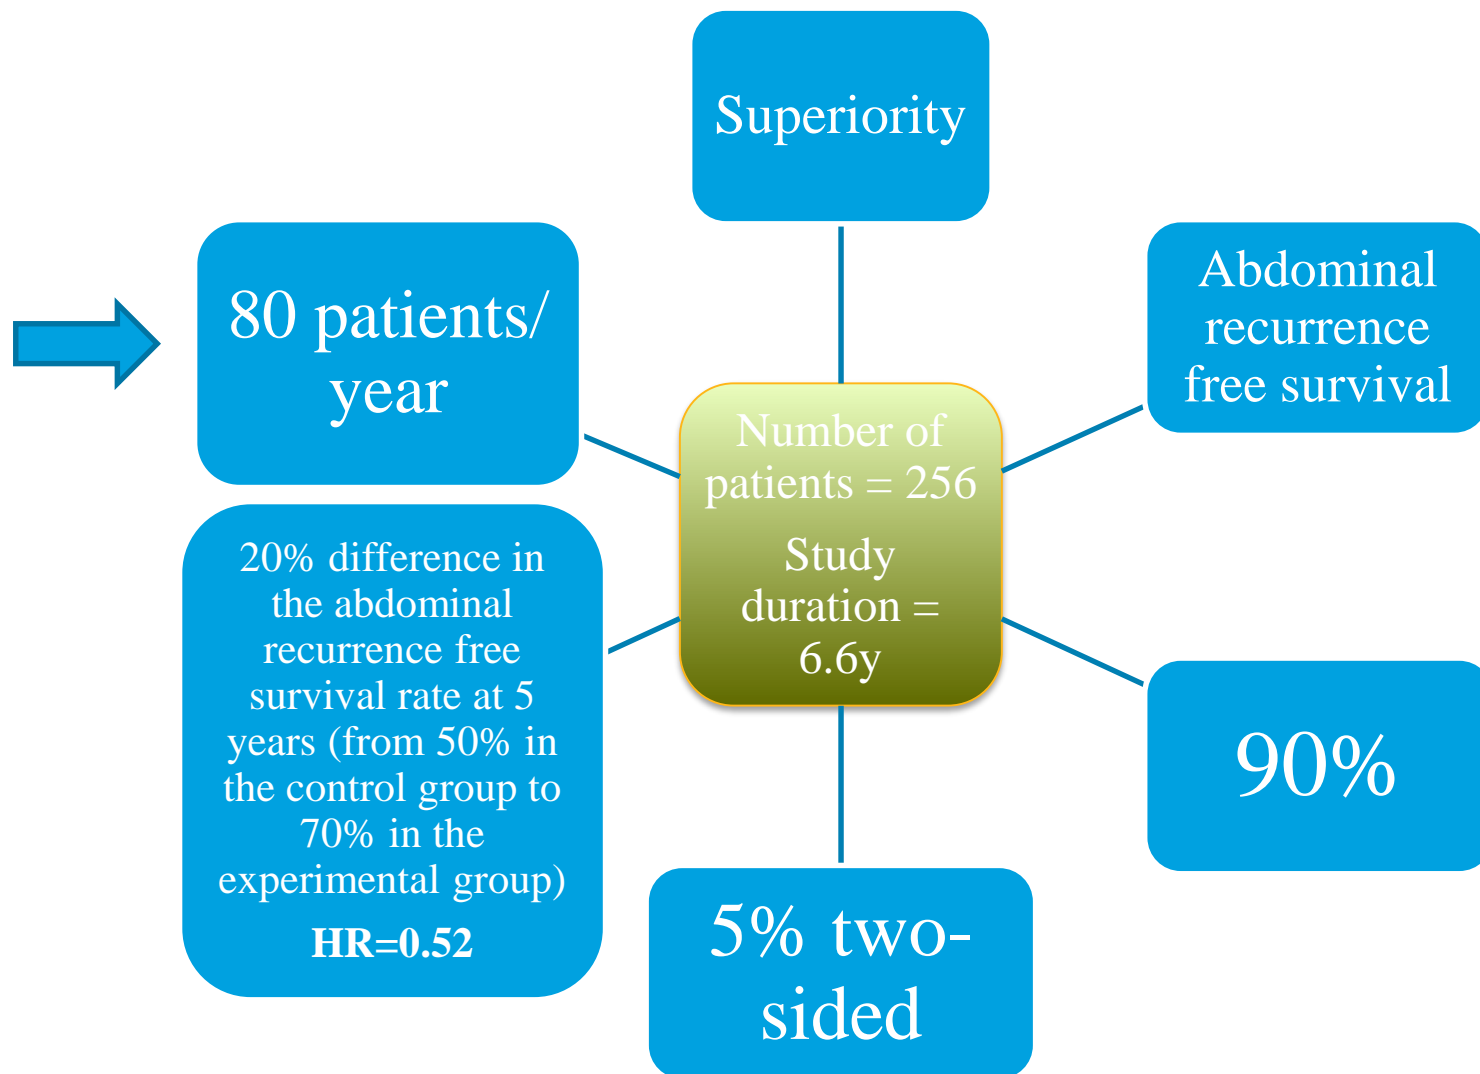 Superiority
80 patients/
year
Abdominal
recurrence
free survival
Number of
patients = 256
Study
duration =
6.6y
20% difference in
the abdominal
recurrence free
survival rate at 5
years (from 50% in
the control group to
70% in the
experimental group)
HR=0.52
90%
5% two-
sided